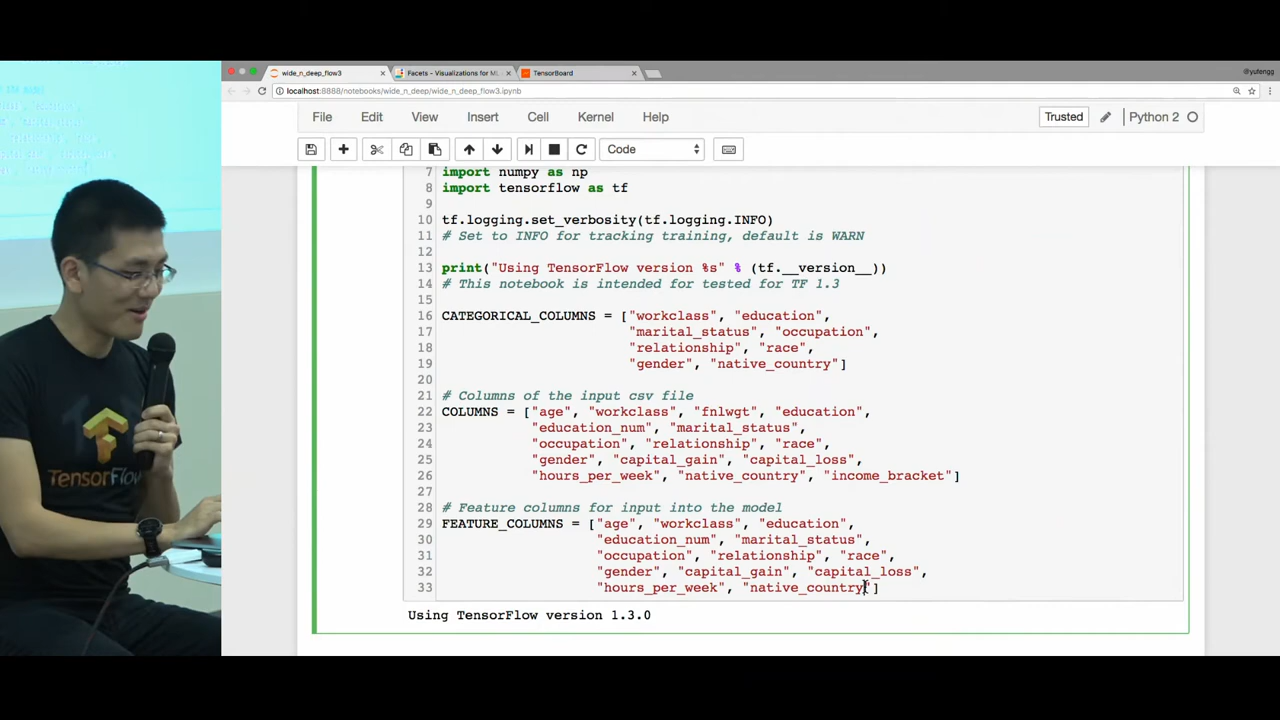 wide_n_deep_flow3
Facets - Visualizations for ML
TensorBoard
@yufengg
localhost:8888/notebooks/wide_n_deep/wide_n_deep_flow3.ipynb
File Edit View Insert Cell Kernel Help Trusted Python 2
Code
7 import numpy as np
8 import tensorflow as tf
9
10 tf.logging.set_verbosity(tf.logging.INFO)
11 # Set to INFO for tracking training, default is WARN
12
13 print("Using TensorFlow version %s" % (tf.__version__))
14 # This notebook is intended for tested for TF 1.3
15
16 CATEGORICAL_COLUMNS = ["workclass", "education",
17 "marital_status", "occupation",
18 "relationship", "race",
19 "gender", "native_country"]
20
21 # Columns of the input csv file
22 COLUMNS = ["age", "workclass", "fnlwgt", "education",
23 "education_num", "marital_status",
24 "occupation", "relationship", "race",
25 "gender", "capital_gain", "capital_loss",
26 "hours_per_week", "native_country", "income_bracket"]
27
28 # Feature columns for input into the model
29 FEATURE_COLUMNS = ["age", "workclass", "education",
30 "education_num", "marital_status",
31 "occupation", "relationship", "race",
32 "gender", "capital_gain", "capital_loss",
33 "hours_per_week", "native_country"]
Using TensorFlow version 1.3.0
TensorFlow